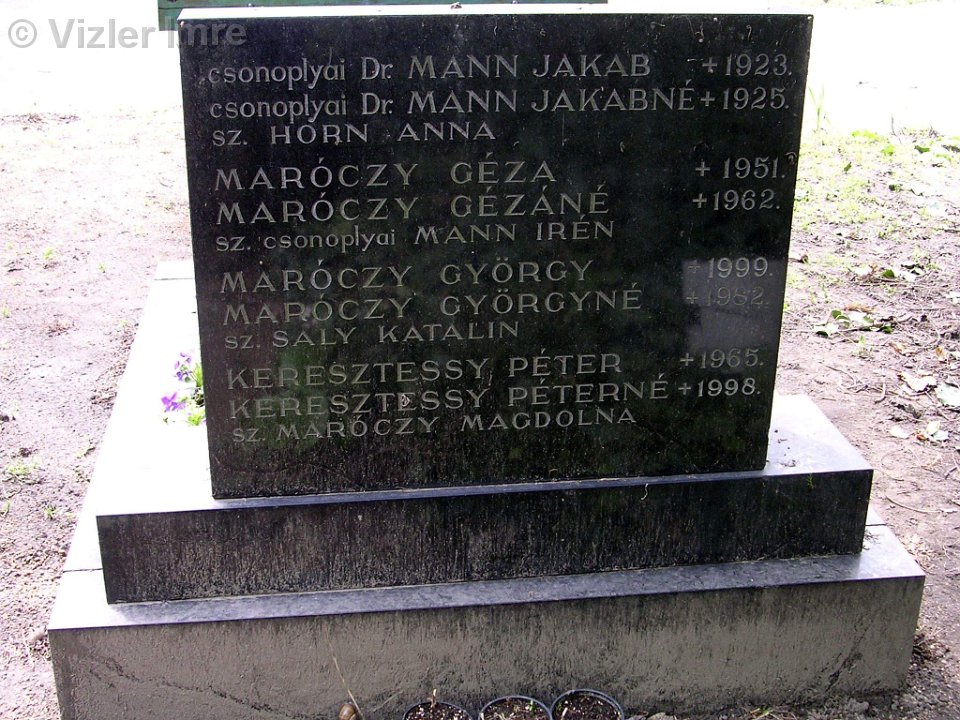 © Vizler Imre
csonoplyai Dr. MANN JAKAB +1923.
csonoplyai Dr. MANN JAKABNÉ +1925.
sz. HORN ANNA
MARÓCZY GÉZA +1951.
MARÓCZY GÉZÁNÉ +1962.
sz. csonoplyai MANN IRÉN
MARÓCZY GYÖRGY +1999.
MARÓCZY GYÖRGYNÉ +1982.
sz. SALY KATALIN
KERESZTESSY PÉTER +1965.
KERESZTESSY PÉTERNÉ +1998.
sz. MARÓCZY MAGDOLNA